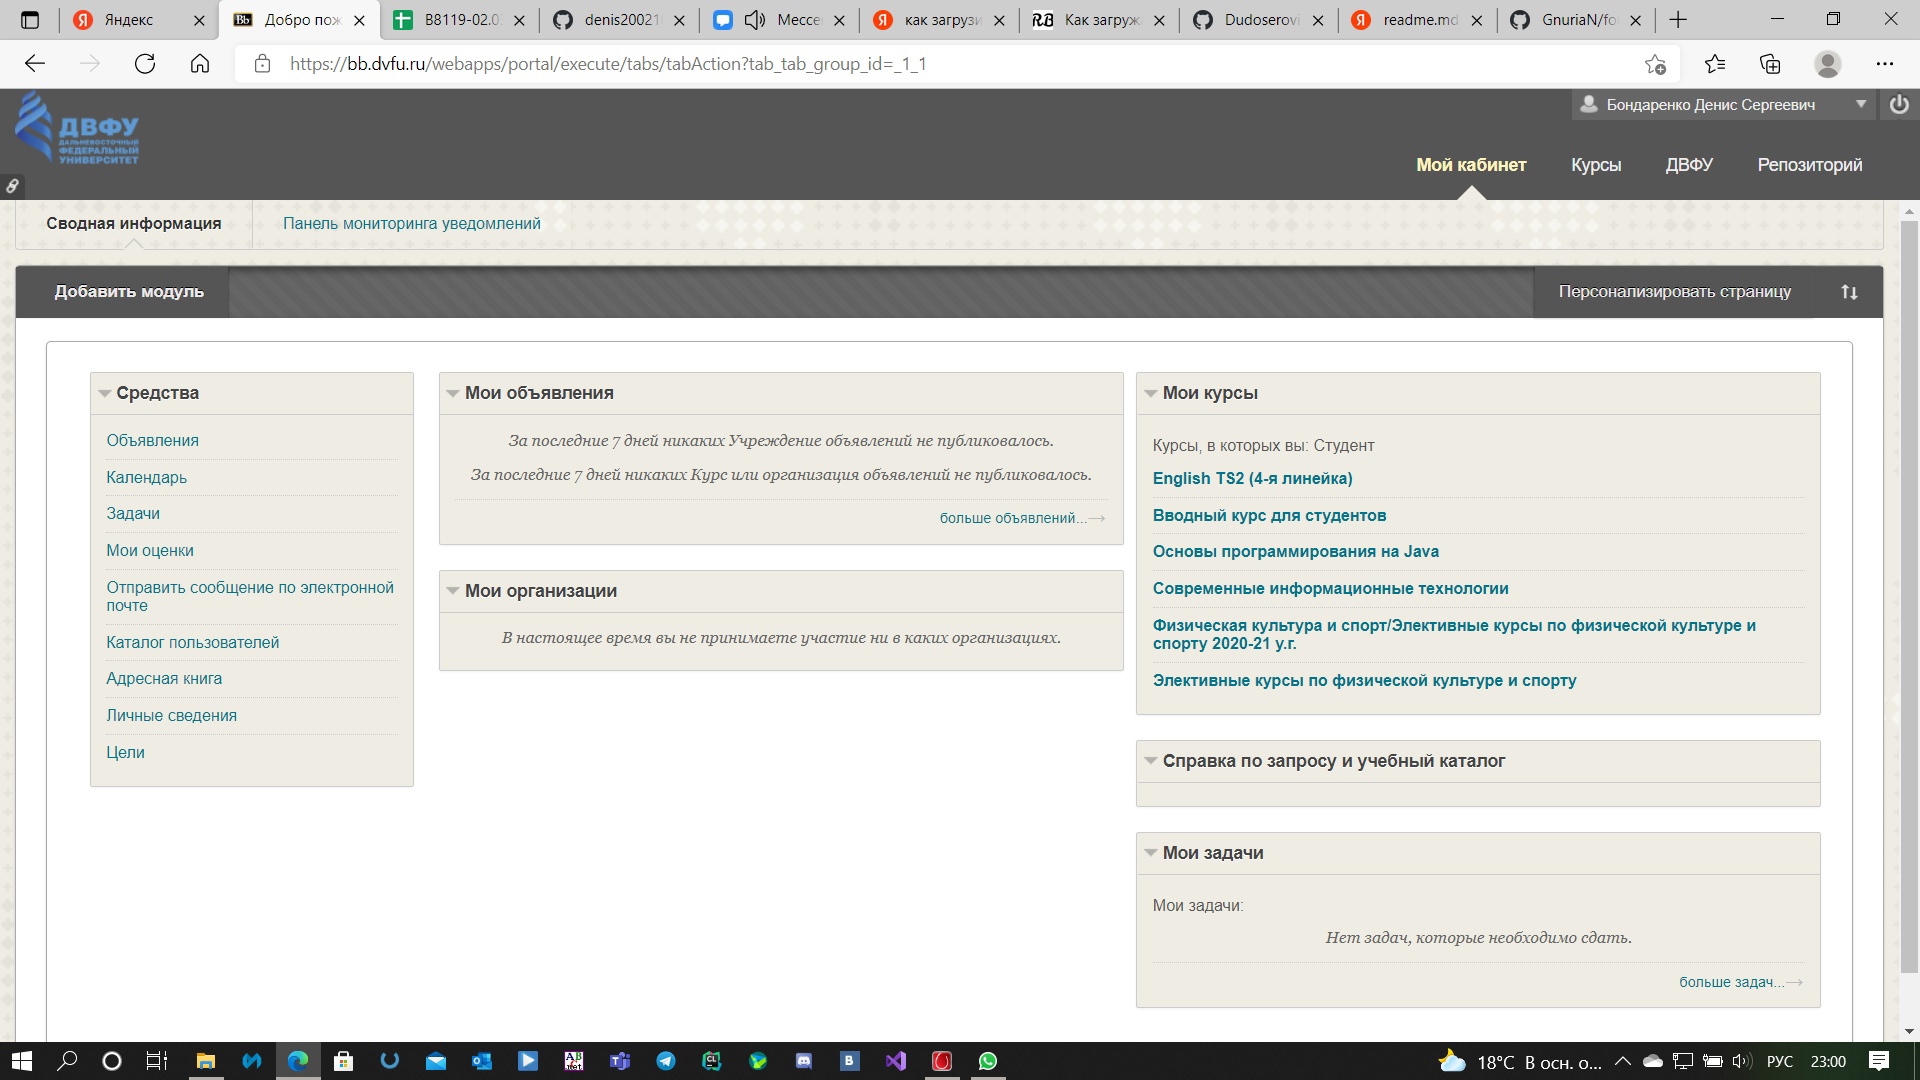 Яндекс
Добро пож
B8119-02.0
denis20021
Мессе
как загрузи
Как загруж
Dudoserovi
readme.md
GnuriaN/fo
https://bb.dvfu.ru/webapps/portal/execute/tabs/tabAction?tab_tab_group_id=_1_1
Бондаренко Денис Сергеевич
ДВФУ
ДАЛЬНЕВОСТОЧНЫЙ
ФЕДЕРАЛЬНЫЙ
УНИВЕРСИТЕТ
Мой кабинет
Курсы
ДВФУ
Репозиторий
Сводная информация
Панель мониторинга уведомлений
Добавить модуль
Персонализировать страницу
Средства
Объявления
Календарь
Задачи
Мои оценки
Отправить сообщение по электронной
почте
Каталог пользователей
Адресная книга
Личные сведения
Цели
Мои объявления
За последние 7 дней никаких Учреждение объявлений не публиковалось.
За последние 7 дней никаких Курс или организация объявлений не публиковалось.
больше объявлений...
Мои организации
В настоящее время вы не принимаете участие ни в каких организациях.
Мои курсы
Курсы, в которых вы: Студент
English TS2 (4-я линейка)
Вводный курс для студентов
Основы программирования на Java
Современные информационные технологии
Физическая культура и спорт/Элективные курсы по физической культуре и
спорту 2020-21 у.г.
Элективные курсы по физической культуре и спорту
Справка по запросу и учебный каталог
Мои задачи
Мои задачи:
Нет задач, которые необходимо сдать.
больше задач...
18°C В осн. о...
РУС
23:00